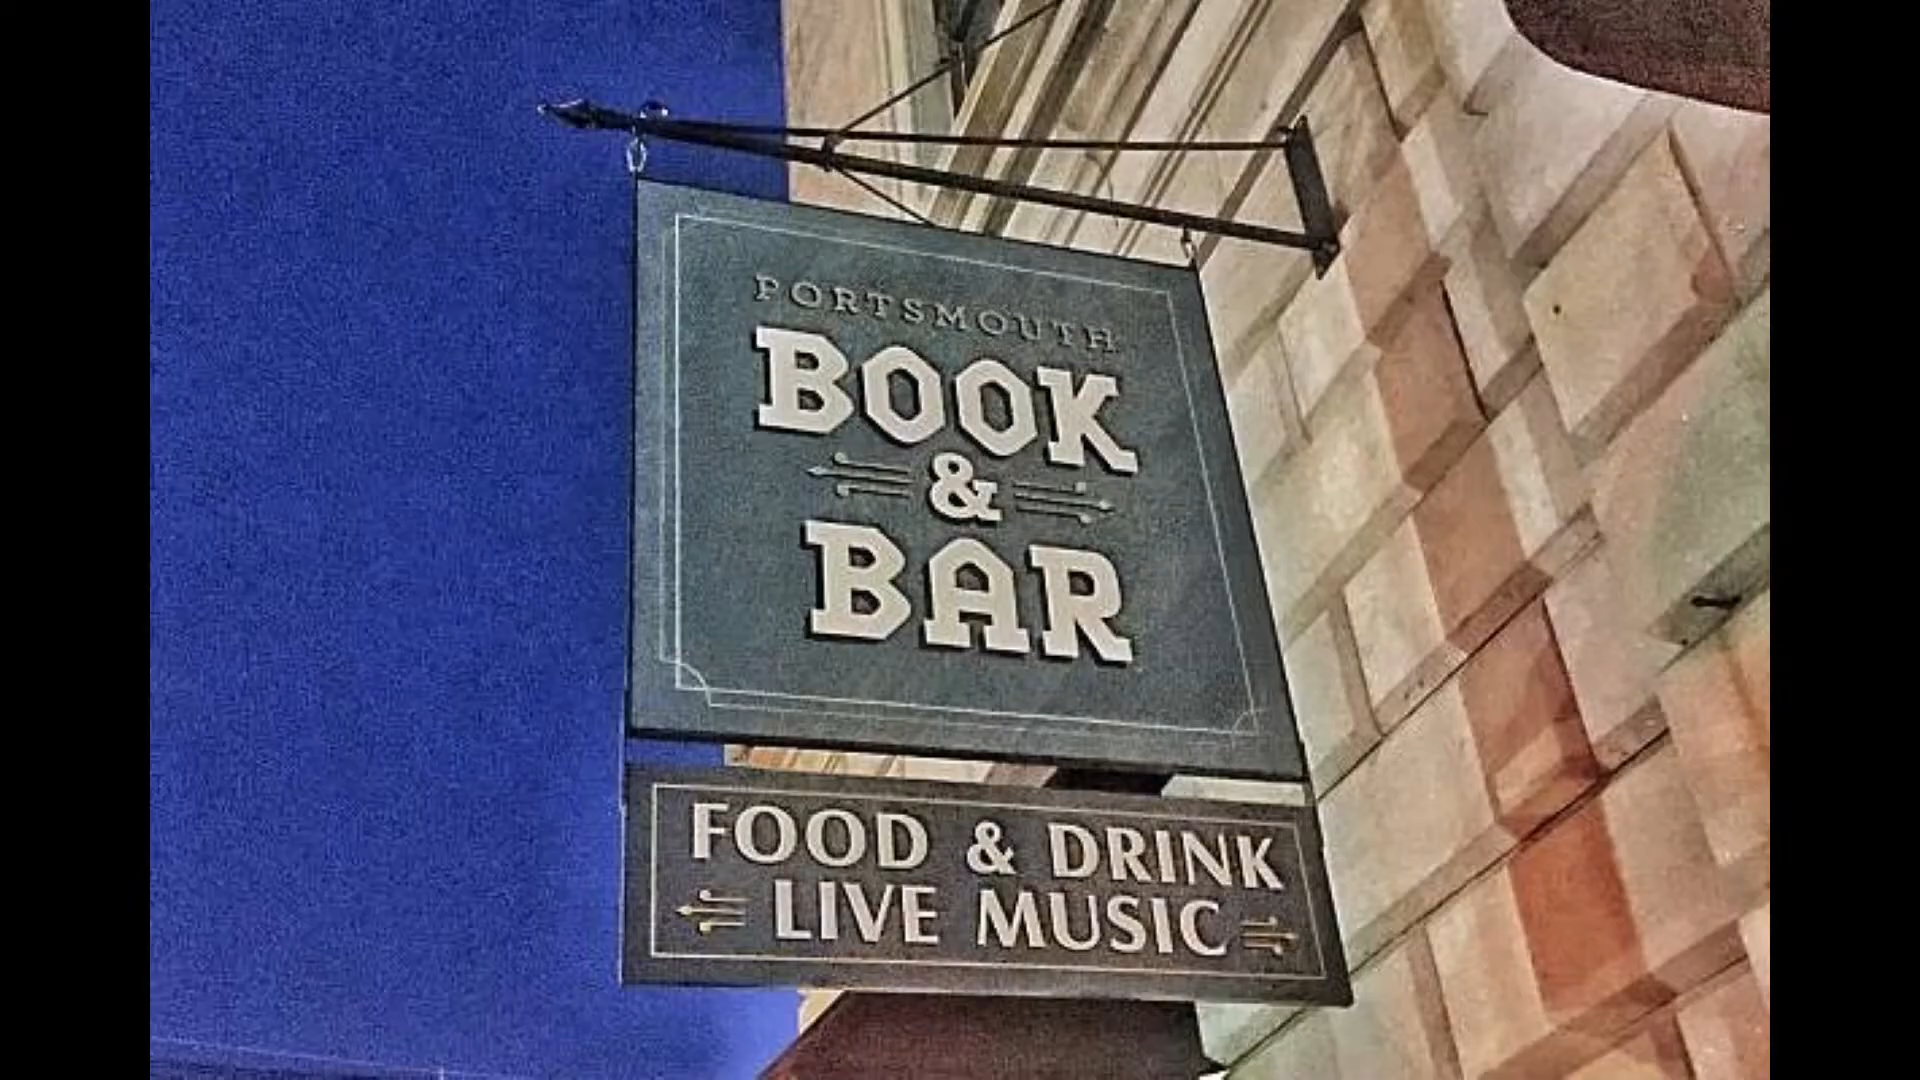 PORTSMOUTH
BOOK
&
BAR
FOOD & DRINK
LIVE MUSIC